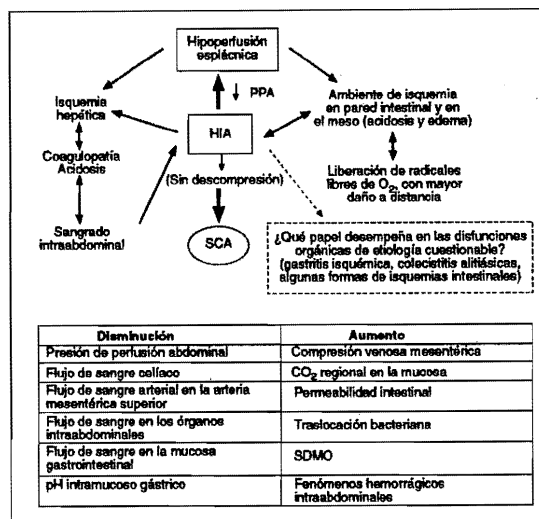 Hipoperfusión
esplácnica
PPA
Isquemia
hepática
HIA
Ambiente de isquemia
en pared intestinal y en
el meso (acidosis y edema)
Coagulopatía
Acidosis
(Sin descompresión)
Liberación de radicales
libres de O2, con mayor
daño a distancia
Sangrado
intraabdominal
SCA
¿Qué papel desempeña en las disfunciones
orgánicas de etiología cuestionable?
(gastritis isquémica, colecistitis alitiásicas,
algunas formas de isquemias intestinales)
Disminución Aumento
Presión de perfusión abdominal Compresión venosa mesentérica
Flujo de sangre celíaco CO2 regional en la mucosa
Flujo de sangre arterial en la arteria
mesentérica superior Permeabilidad intestinal
Flujo de sangre en los órganos
intraabdominales Traslocación bacteriana
Flujo de sangre en la mucosa
gastrointestinal SDMO
pH intramucoso gástrico Fenómenos hemorrágicos
intraabdominales